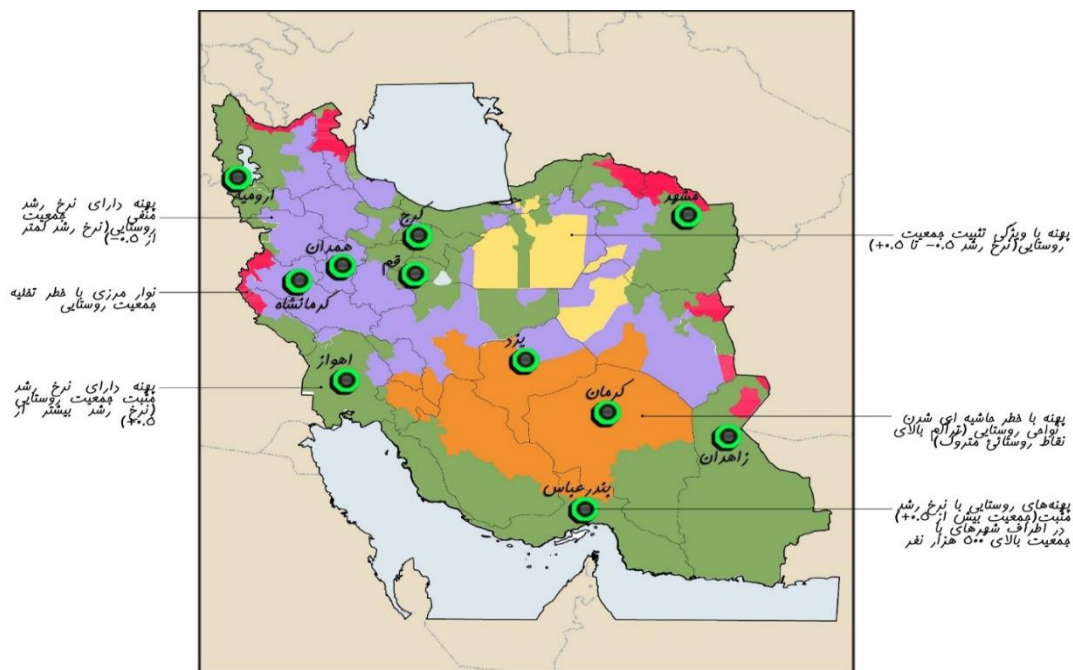 پهنه دارای نرخ رشد
منفی جمعیت
روستایی(نرخ رشد کمتر
از ۰.۵-)
نوار مرزی با خطر تخلیه
جمعیت روستایی
پهنه دارای نرخ رشد
مثبت جمعیت روستایی
(نرخ رشد بیشتر از
۰.۵+)
ارومیه
کرج
همدان
قم
کرمانشاه
مشهد
یزد
اهواز
کرمان
زاهدان
بندرعباس
پهنه با ویژگی تثبیت جمعیت
روستایی(نرخ رشد ۰.۵- تا ۰.۵+)
پهنه با خطر حاشیه ای شدن
نواحی روستایی (تراکم بالای
نقاط روستائی متروک)
پهنه‌های روستایی با نرخ رشد
مثبت(جمعیت بیش از ۰.۵+)
در اطراف شهرهای با
جمعیت بالای ۵۰۰ هزار نفر